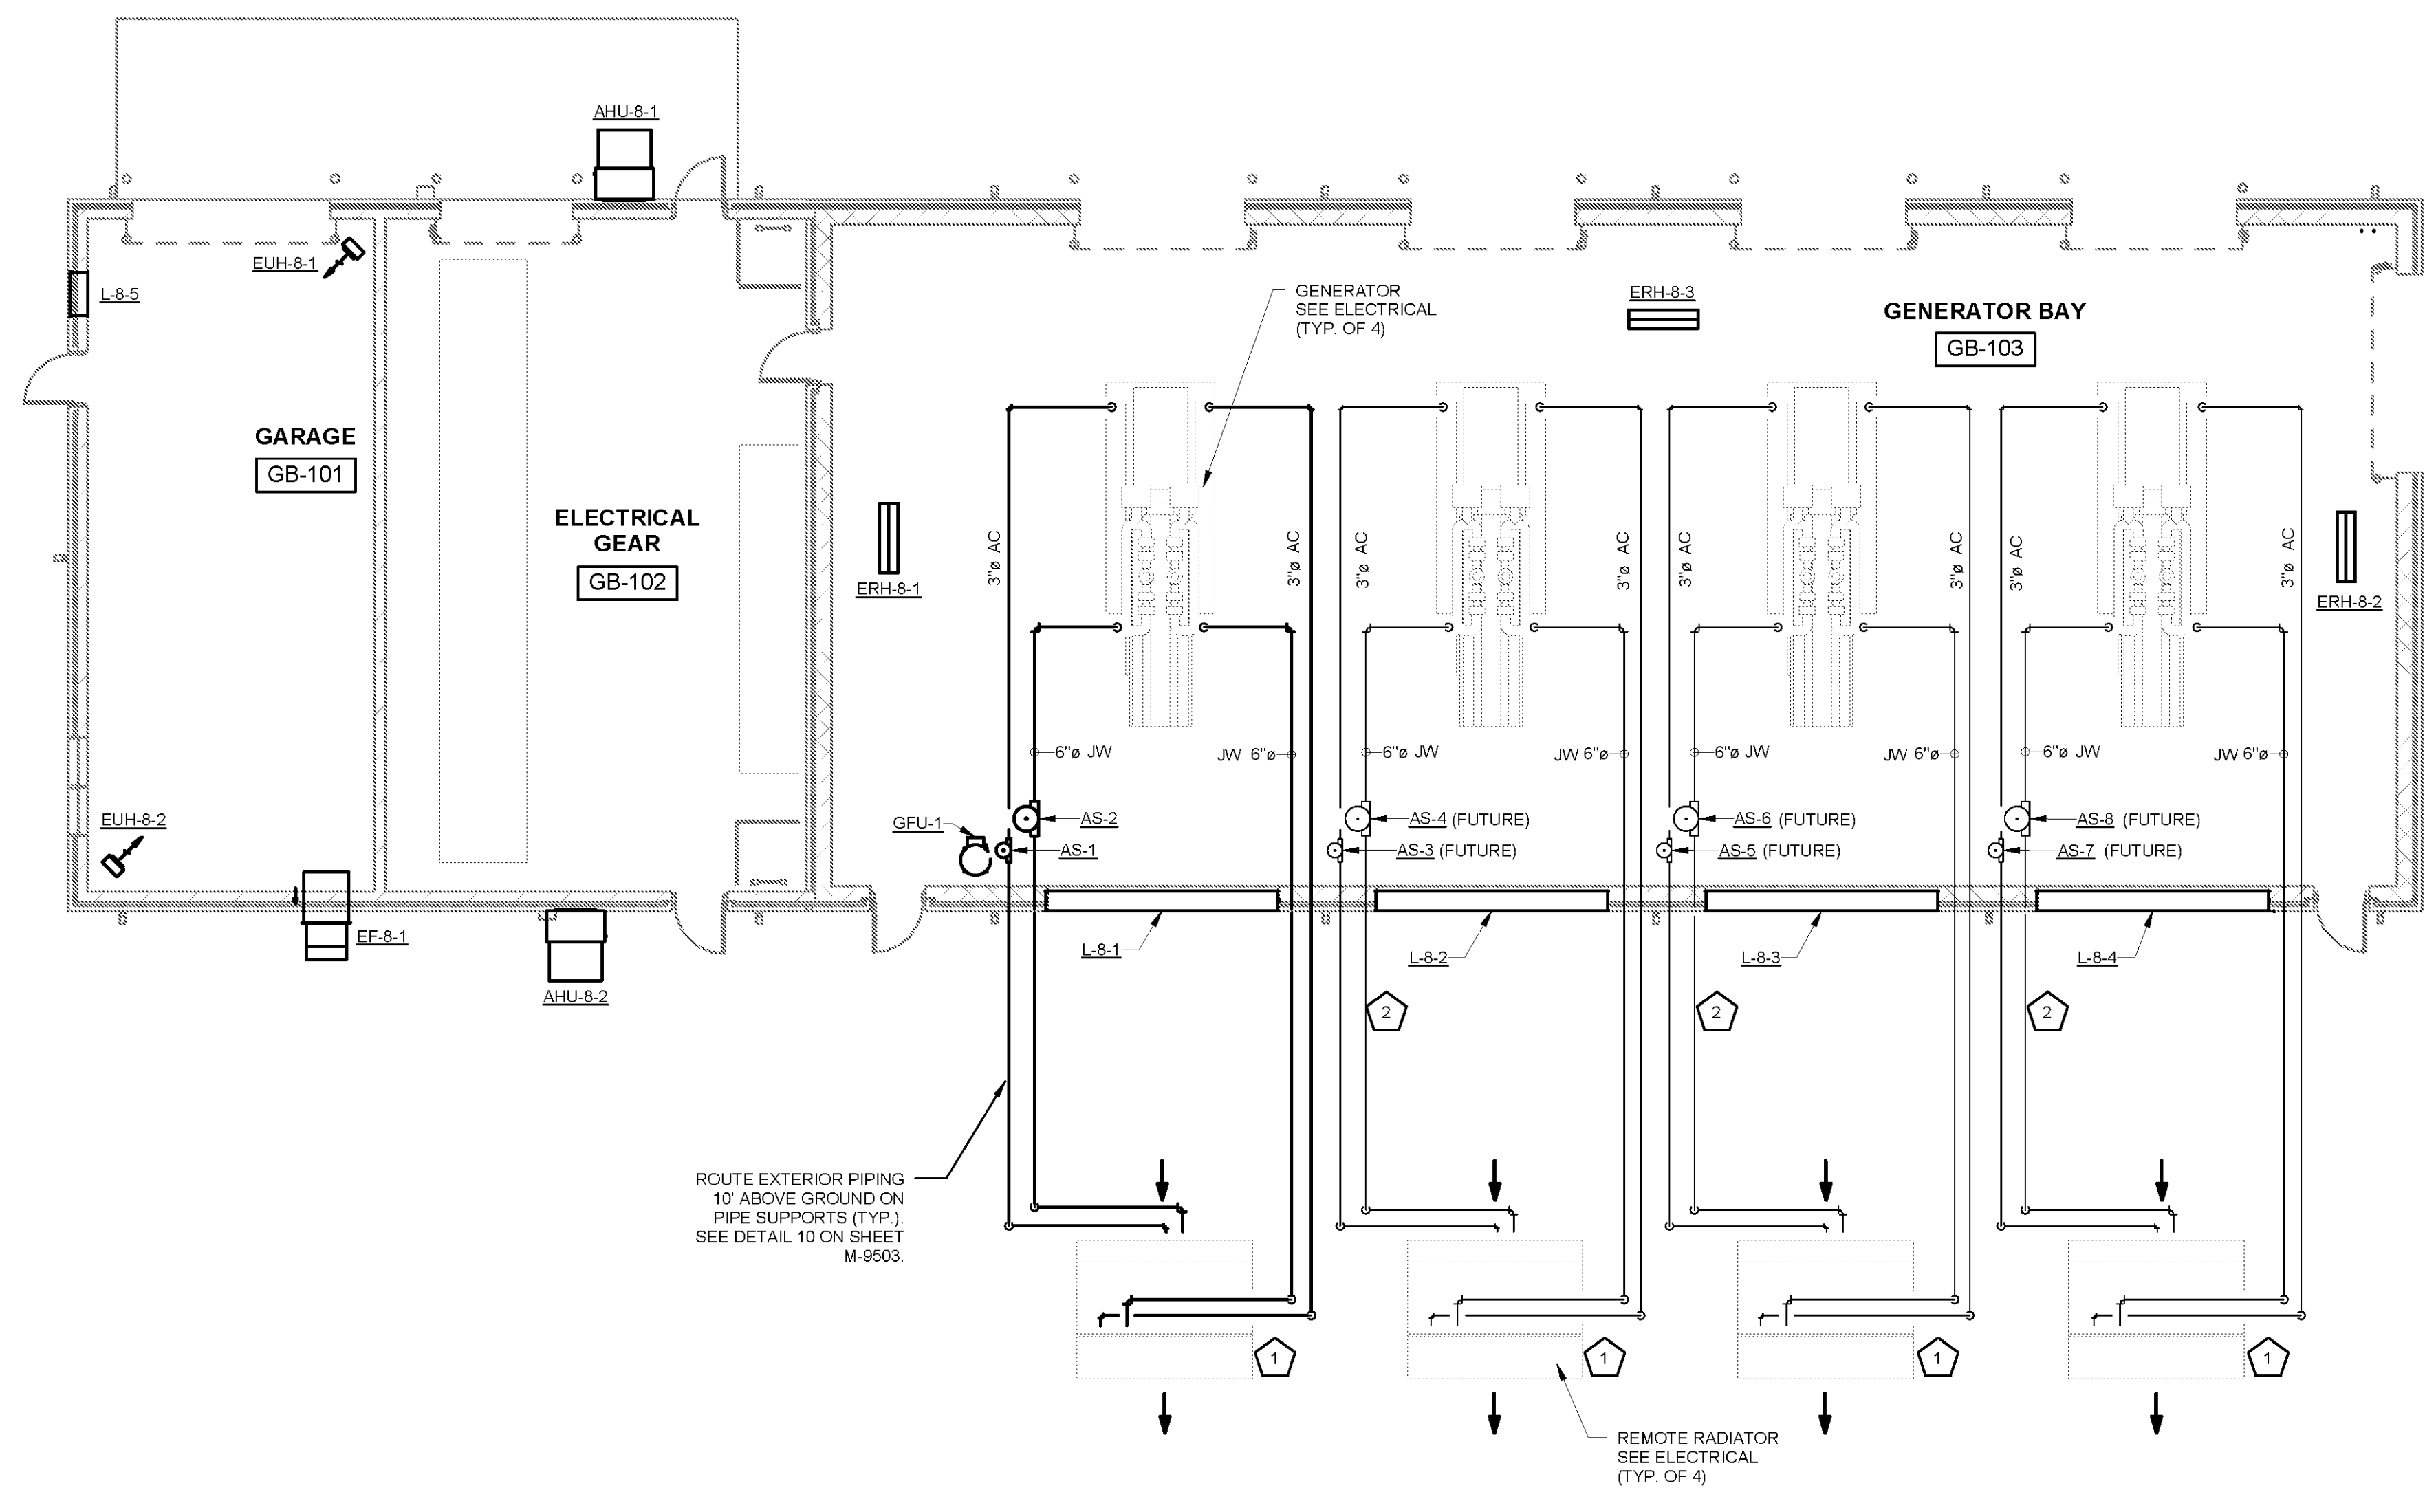 AHU-8-1
EUH-8-1
L-8-5
GENERATOR
SEE ELECTRICAL
(TYP. OF 4)
ERH-8-3
GENERATOR BAY
GB-103
GARAGE
GB-101
ELECTRICAL
GEAR
GB-102
ERH-8-1
3"ø AC
3"ø AC
3"ø AC
3"ø AC
3"ø AC
3"ø AC
3"ø AC
3"ø AC
ERH-8-2
6"ø JW
JW 6"ø
6"ø JW
JW 6"ø
6"ø JW
JW 6"ø
6"ø JW
JW 6"ø
EUH-8-2
GFU-1
AS-2
AS-1
AS-4 (FUTURE)
AS-3 (FUTURE)
AS-6 (FUTURE)
AS-5 (FUTURE)
AS-8 (FUTURE)
AS-7 (FUTURE)
EF-8-1
AHU-8-2
L-8-1
L-8-2
L-8-3
L-8-4
2
2
2
ROUTE EXTERIOR PIPING
10' ABOVE GROUND ON
PIPE SUPPORTS (TYP.).
SEE DETAIL 10 ON SHEET
M-9503.
1
1
1
1
REMOTE RADIATOR
SEE ELECTRICAL
(TYP. OF 4)